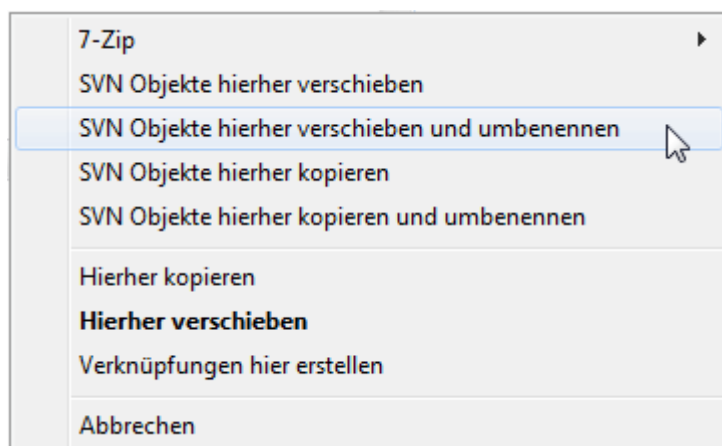 7-Zip
SVN Objekte hierher verschieben
SVN Objekte hierher verschieben und umbenennen
SVN Objekte hierher kopieren
SVN Objekte hierher kopieren und umbenennen
Hierher kopieren
Hierher verschieben
Verknüpfungen hier erstellen
Abbrechen